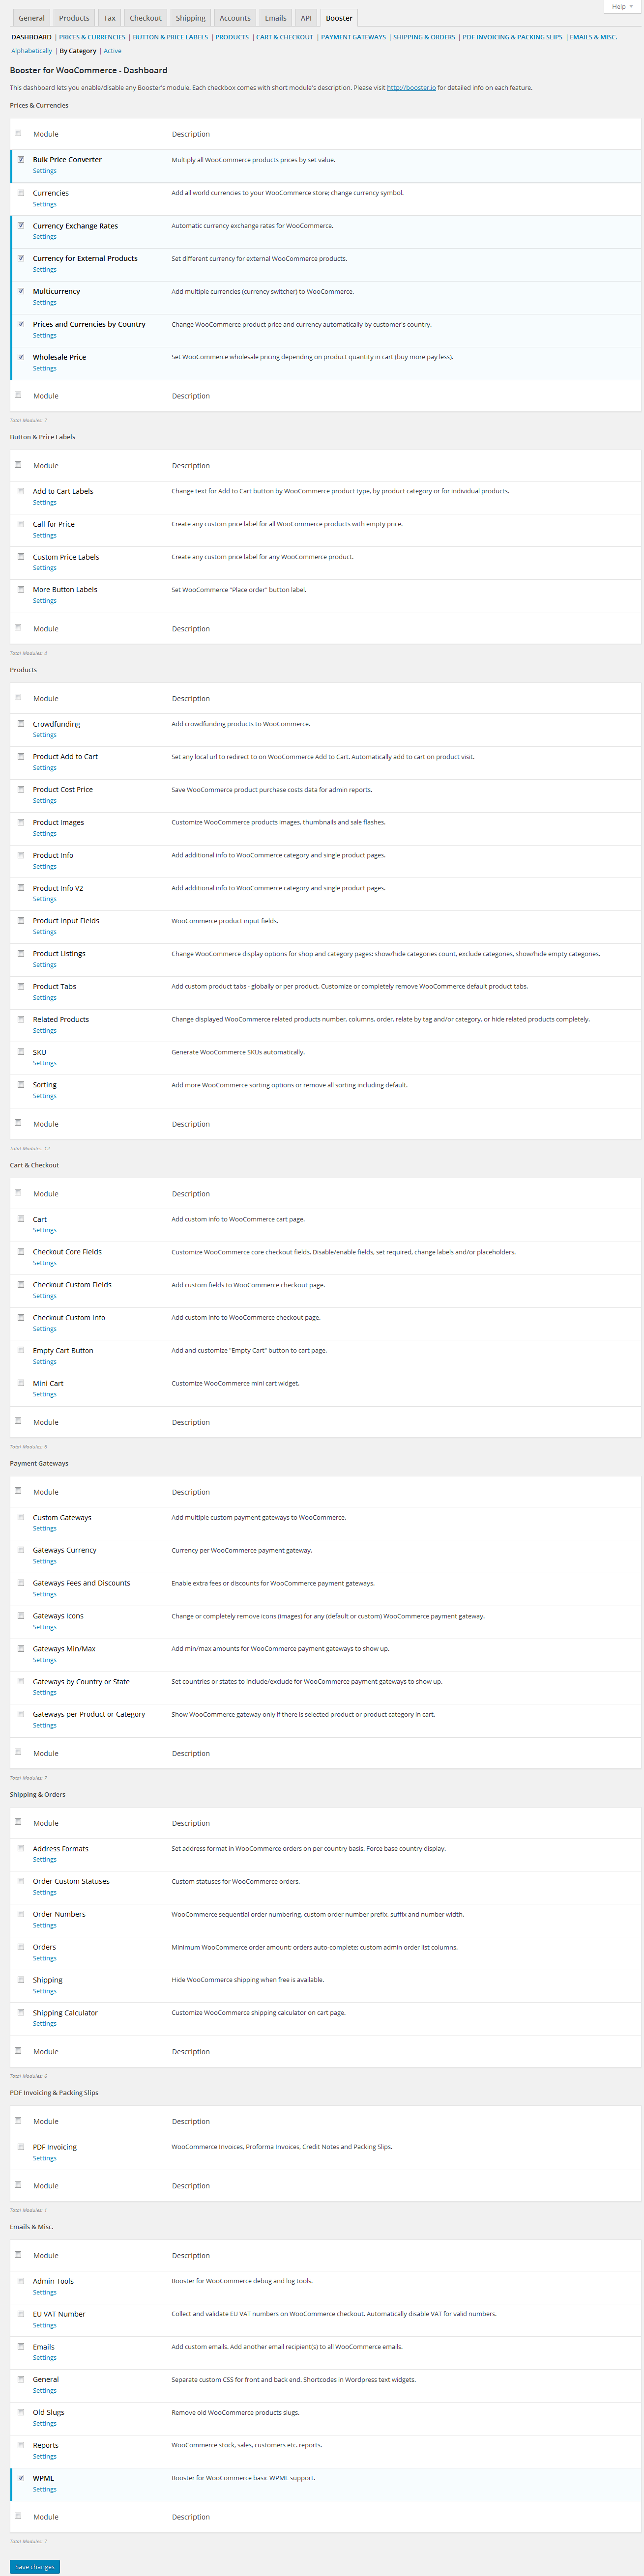 Help ▼
General Products Tax Checkout Shipping Accounts Emails API Booster
DASHBOARD | PRICES & CURRENCIES | BUTTON & PRICE LABELS | PRODUCTS | CART & CHECKOUT | PAYMENT GATEWAYS | SHIPPING & ORDERS | PDF INVOICING & PACKING SLIPS | EMAILS & MISC.
Alphabetically | By Category | Active
Booster for WooCommerce - Dashboard
This dashboard lets you enable/disable any Booster's module. Each checkbox comes with short module's description. Please visit http://booster.io for detailed info on each feature.
Prices & Currencies
Module Description
Bulk Price Converter Multiply all WooCommerce products prices by set value.
Settings
Currencies Add all world currencies to your WooCommerce store; change currency symbol.
Settings
Currency Exchange Rates Automatic currency exchange rates for WooCommerce.
Settings
Currency for External Products Set different currency for external WooCommerce products.
Settings
Multicurrency Add multiple currencies (currency switcher) to WooCommerce.
Settings
Prices and Currencies by Country Change WooCommerce product price and currency automatically by customer's country.
Settings
Wholesale Price Set WooCommerce wholesale pricing depending on product quantity in cart (buy more pay less).
Settings
Module Description
Total Modules: 7
Button & Price Labels
Module Description
Add to Cart Labels Change text for Add to Cart button by WooCommerce product type, by product category or for individual products.
Settings
Call for Price Create any custom price label for all WooCommerce products with empty price.
Settings
Custom Price Labels Create any custom price label for any WooCommerce product.
Settings
More Button Labels Set WooCommerce "Place order" button label.
Settings
Module Description
Total Modules: 4
Products
Module Description
Crowdfunding Add crowdfunding products to WooCommerce.
Settings
Product Add to Cart Set any local url to redirect to on WooCommerce Add to Cart. Automatically add to cart on product visit.
Settings
Product Cost Price Save WooCommerce product purchase costs data for admin reports.
Settings
Product Images Customize WooCommerce products images, thumbnails and sale flashes.
Settings
Product Info Add additional info to WooCommerce category and single product pages.
Settings
Product Info V2 Add additional info to WooCommerce category and single product pages.
Settings
Product Input Fields WooCommerce product input fields.
Settings
Product Listings Change WooCommerce display options for shop and category pages: show/hide categories count, exclude categories, show/hide empty categories.
Settings
Product Tabs Add custom product tabs - globally or per product. Customize or completely remove WooCommerce default product tabs.
Settings
Related Products Change displayed WooCommerce related products number, columns, order, relate by tag and/or category, or hide related products completely.
Settings
SKU Generate WooCommerce SKUs automatically.
Settings
Sorting Add more WooCommerce sorting options or remove all sorting including default.
Settings
Module Description
Total Modules: 12
Cart & Checkout
Module Description
Cart Add custom info to WooCommerce cart page.
Settings
Checkout Core Fields Customize WooCommerce core checkout fields. Disable/enable fields, set required, change labels and/or placeholders.
Settings
Checkout Custom Fields Add custom fields to WooCommerce checkout page.
Settings
Checkout Custom Info Add custom info to WooCommerce checkout page.
Settings
Empty Cart Button Add and customize "Empty Cart" button to cart page.
Settings
Mini Cart Customize WooCommerce mini cart widget.
Settings
Module Description
Total Modules: 6
Payment Gateways
Module Description
Custom Gateways Add multiple custom payment gateways to WooCommerce.
Settings
Gateways Currency Currency per WooCommerce payment gateway.
Settings
Gateways Fees and Discounts Enable extra fees or discounts for WooCommerce payment gateways.
Settings
Gateways Icons Change or completely remove icons (images) for any (default or custom) WooCommerce payment gateway.
Settings
Gateways Min/Max Add min/max amounts for WooCommerce payment gateways to show up.
Settings
Gateways by Country or State Set countries or states to include/exclude for WooCommerce payment gateways to show up.
Settings
Gateways per Product or Category Show WooCommerce gateway only if there is selected product or product category in cart.
Settings
Module Description
Total Modules: 7
Shipping & Orders
Module Description
Address Formats Set address format in WooCommerce orders on per country basis. Force base country display.
Settings
Order Custom Statuses Custom statuses for WooCommerce orders.
Settings
Order Numbers WooCommerce sequential order numbering, custom order number prefix, suffix and number width.
Settings
Orders Minimum WooCommerce order amount; orders auto-complete; custom admin order list columns.
Settings
Shipping Hide WooCommerce shipping when free is available.
Settings
Shipping Calculator Customize WooCommerce shipping calculator on cart page.
Settings
Module Description
Total Modules: 6
PDF Invoicing & Packing Slips
Module Description
PDF Invoicing WooCommerce Invoices, Proforma Invoices, Credit Notes and Packing Slips.
Settings
Module Description
Total Modules: 1
Emails & Misc.
Module Description
Admin Tools Booster for WooCommerce debug and log tools.
Settings
EU VAT Number Collect and validate EU VAT numbers on WooCommerce checkout. Automatically disable VAT for valid numbers.
Settings
Emails Add custom emails. Add another email recipient(s) to all WooCommerce emails.
Settings
General Separate custom CSS for front and back end. Shortcodes in Wordpress text widgets.
Settings
Old Slugs Remove old WooCommerce products slugs.
Settings
Reports WooCommerce stock, sales, customers etc. reports.
Settings
WPML Booster for WooCommerce basic WPML support.
Settings
Module Description
Total Modules: 7
Save changes